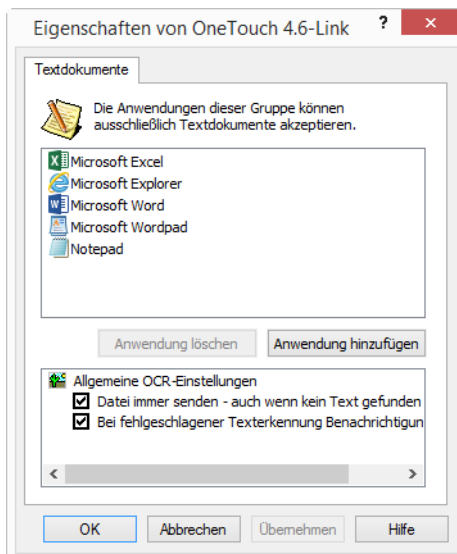 Eigenschaften von OneTouch 4.6-Link
Textdokumente
Die Anwendungen dieser Gruppe können
ausschließlich Textdokumente akzeptieren.
Microsoft Excel
Microsoft Explorer
Microsoft Word
Microsoft Wordpad
Notepad
Anwendung löschen Anwendung hinzufügen
Allgemeine OCR-Einstellungen
Datei immer senden - auch wenn kein Text gefunden
Bei fehlgeschlagener Texterkennung Benachrichtigun
OK Abbrechen Übernehmen Hilfe